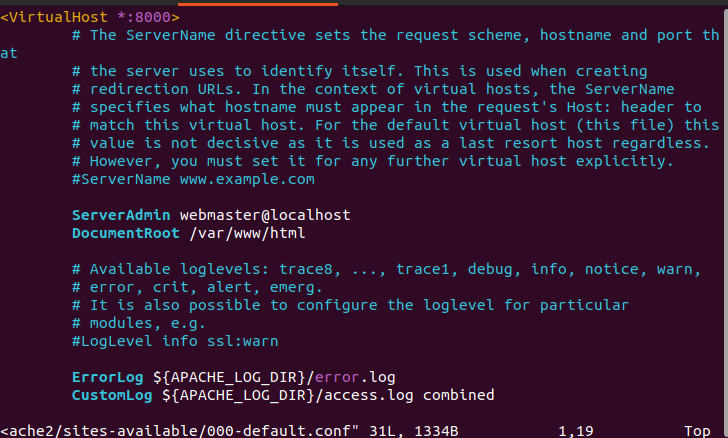 <VirtualHost *:8000>
# The ServerName directive sets the request scheme, hostname and port th
at
# the server uses to identify itself. This is used when creating
# redirection URLs. In the context of virtual hosts, the ServerName
# specifies what hostname must appear in the request's Host: header to
# match this virtual host. For the default virtual host (this file) this
# value is not decisive as it is used as a last resort host regardless.
# However, you must set it for any further virtual host explicitly.
#ServerName www.example.com
ServerAdmin webmaster@localhost
DocumentRoot /var/www/html
# Available loglevels: trace8, ..., trace1, debug, info, notice, warn,
# error, crit, alert, emerg.
# It is also possible to configure the loglevel for particular
# modules, e.g.
#LogLevel info ssl:warn
ErrorLog ${APACHE_LOG_DIR}/error.log
CustomLog ${APACHE_LOG_DIR}/access.log combined
<ache2/sites-available/000-default.conf" 31L, 1334B 1,19 Top